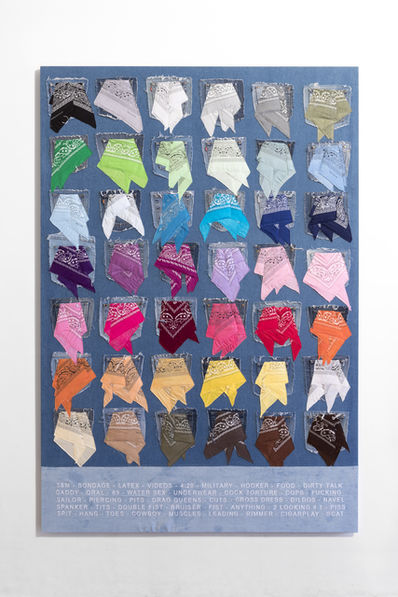 S&M - BONDAGE - LATEX - VIDEOS - 4:20 - MILITARY - HOOKER - FOOD - DIRTY TALK
DADDY - ORAL - 69 - WATER SEX - UNDERWEAR - COCK TORTURE - COPS - FUCKING
SAILOR - PIERCING - PITS - DRAG QUEENS - CUTS - CROSS DRESS - DILDOS - NAVEL
SPANKER - TITS - DOUBLE FIST - BRUISER - FIST - ANYTHING - 2 LOOKING 4 1 - PISS
SPIT - HANG - TOES - COWBOY - MUSCLES - LEADING - RIMMER - CIGARPLAY - SCAT